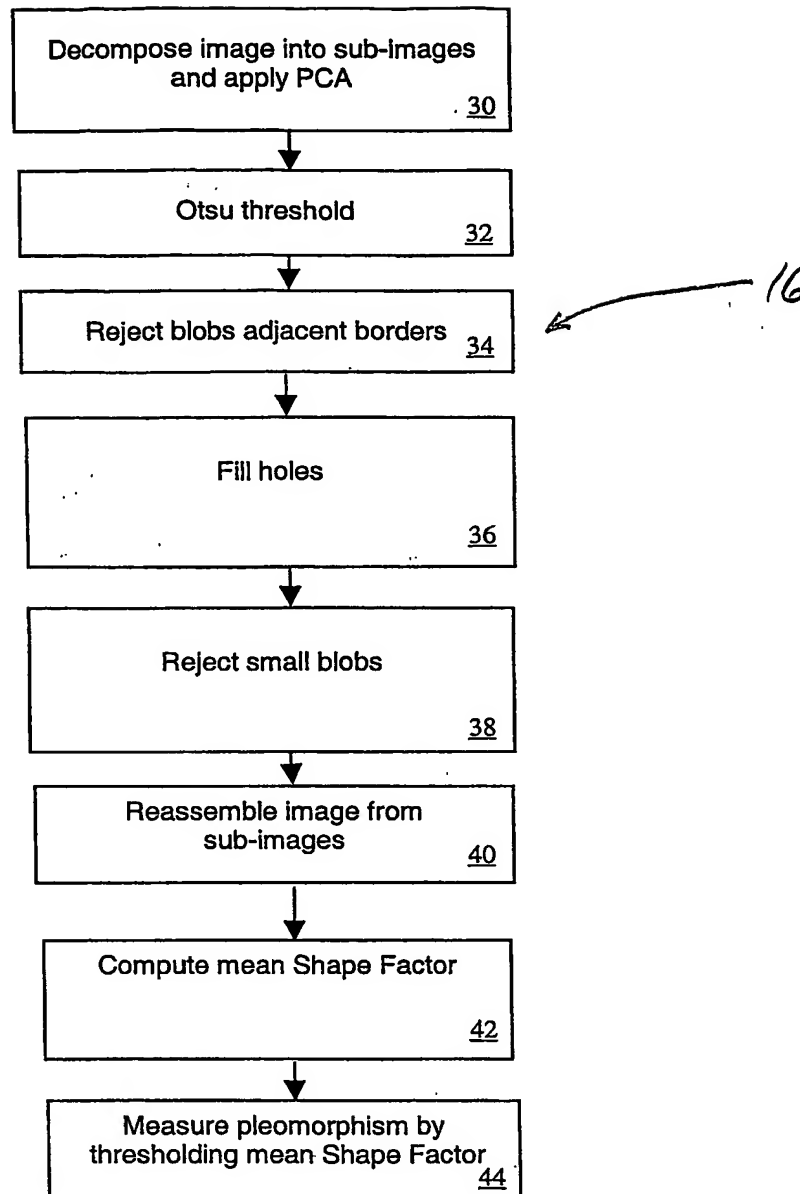 Decompose image into sub-images
and apply PCA
30
Otsu threshold
32
Reject blobs adjacent borders
34
16
Fill holes
36
Reject small blobs
38
Reassemble image from
sub-images
40
Compute mean Shape Factor
42
Measure pleomorphism by
thresholding mean Shape Factor
44